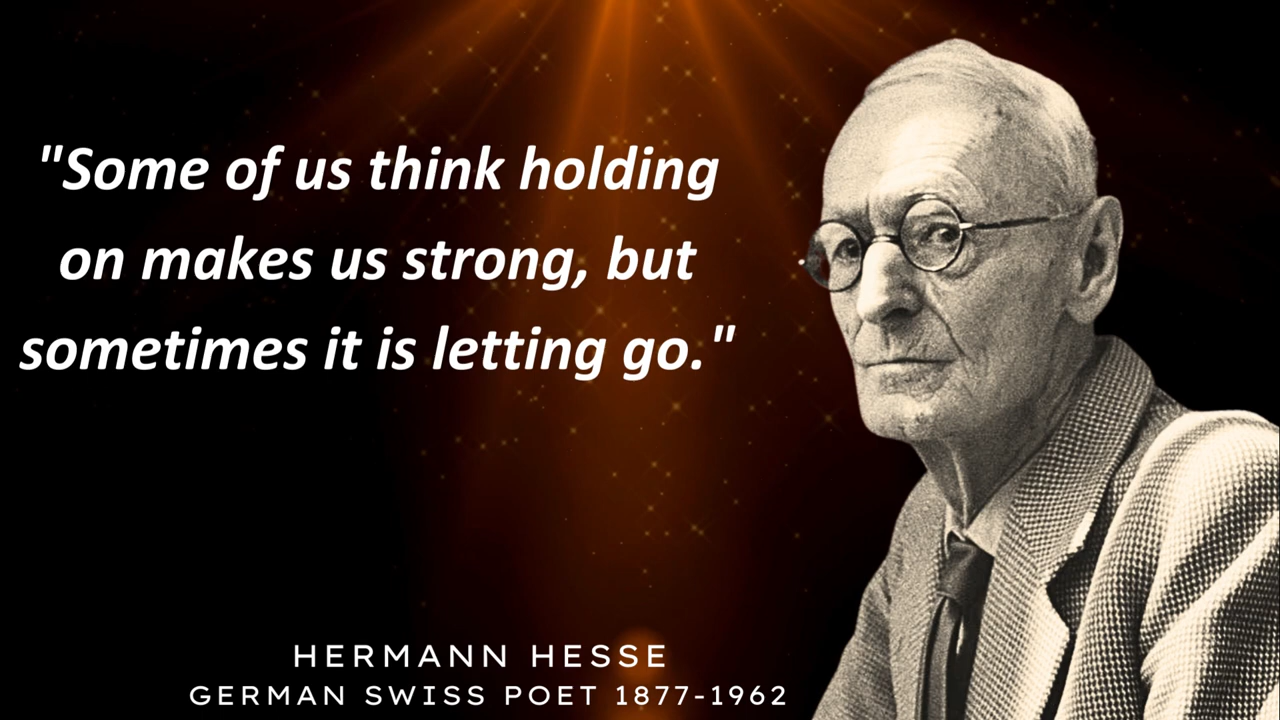 "Some of us think holding
on makes us strong, but
sometimes it is letting go."
HERMANN HESSE
GERMAN SWISS POET 1877-1962